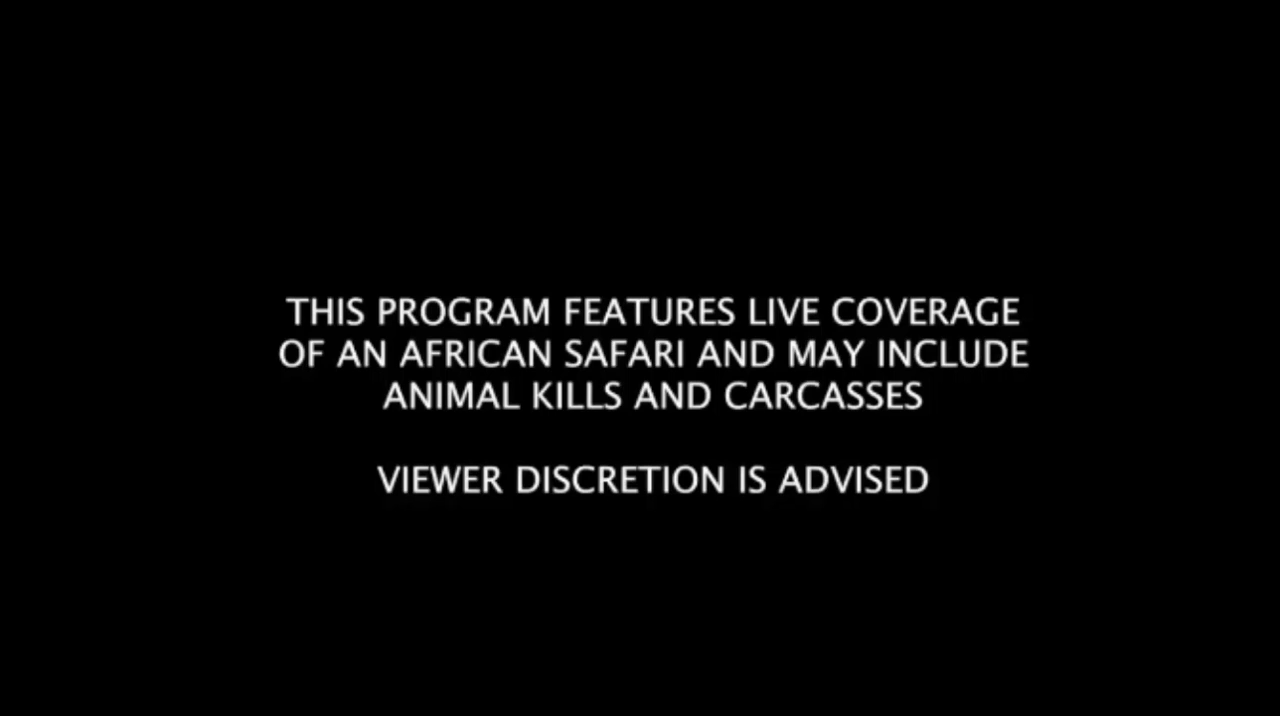 THIS PROGRAM FEATURES LIVE COVERAGE
OF AN AFRICAN SAFARI AND MAY INCLUDE
ANIMAL KILLS AND CARCASSES
VIEWER DISCRETION IS ADVISED